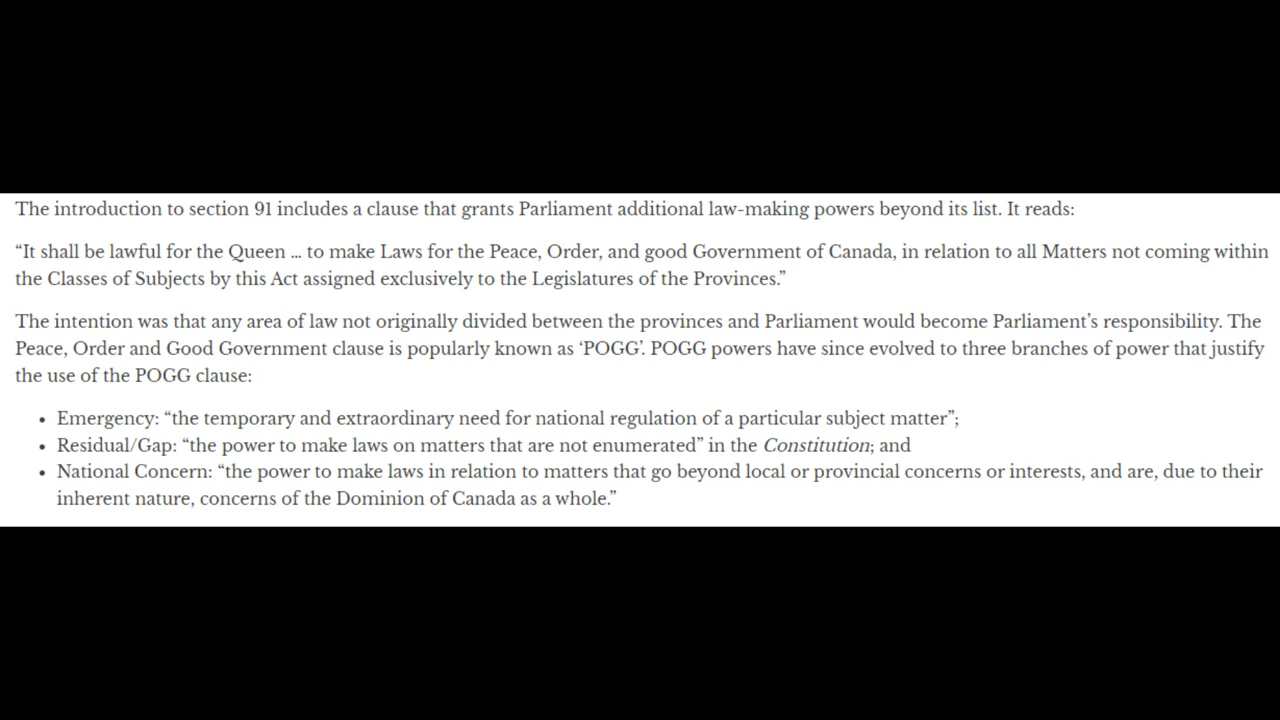 The introduction to section 91 includes a clause that grants Parliament additional law-making powers beyond its list. It reads:
“It shall be lawful for the Queen ... to make Laws for the Peace, Order, and good Government of Canada, in relation to all Matters not coming within
the Classes of Subjects by this Act assigned exclusively to the Legislatures of the Provinces.”
The intention was that any area of law not originally divided between the provinces and Parliament would become Parliament’s responsibility. The
Peace, Order and Good Government clause is popularly known as ‘POGG’. POGG powers have since evolved to three branches of power that justify
the use of the POGG clause:
• Emergency: “the temporary and extraordinary need for national regulation of a particular subject matter”;
• Residual/Gap: “the power to make laws on matters that are not enumerated” in the Constitution; and
• National Concern: “the power to make laws in relation to matters that go beyond local or provincial concerns or interests, and are, due to their
inherent nature, concerns of the Dominion of Canada as a whole.”